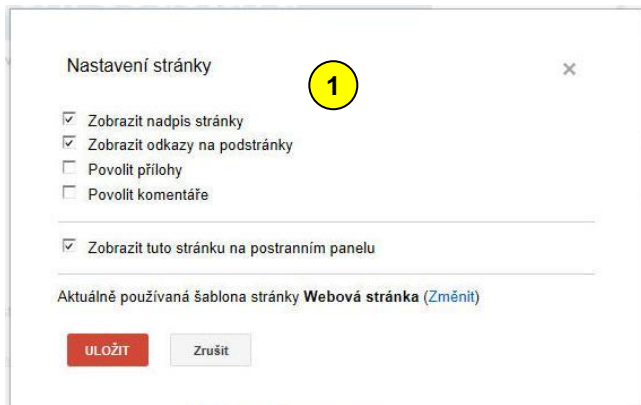 Nastavení stránky
1
Zobrazit nadpis stránky
Zobrazit odkazy na podstránky
Povolit přílohy
Povolit komentáře
Zobrazit tuto stránku na postranním panelu
Aktuálně používaná šablona stránky Webová stránka (Změnit)
ULOŽIT Zrušit